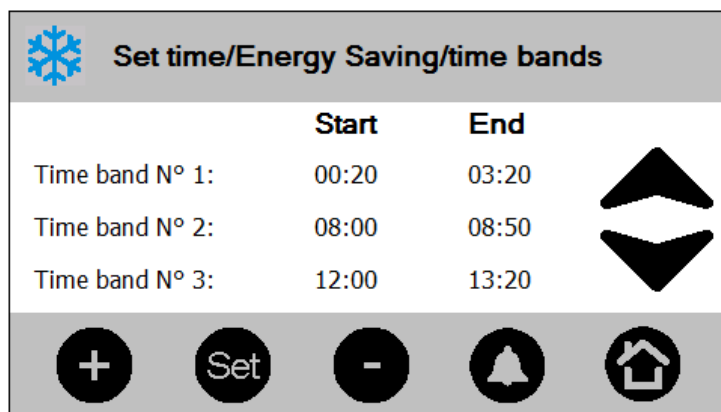 Set time/Energy Saving/time bands
Start End
Time band N° 1: 00:20 03:20
Time band N° 2: 08:00 08:50
Time band N° 3: 12:00 13:20
+ Set -